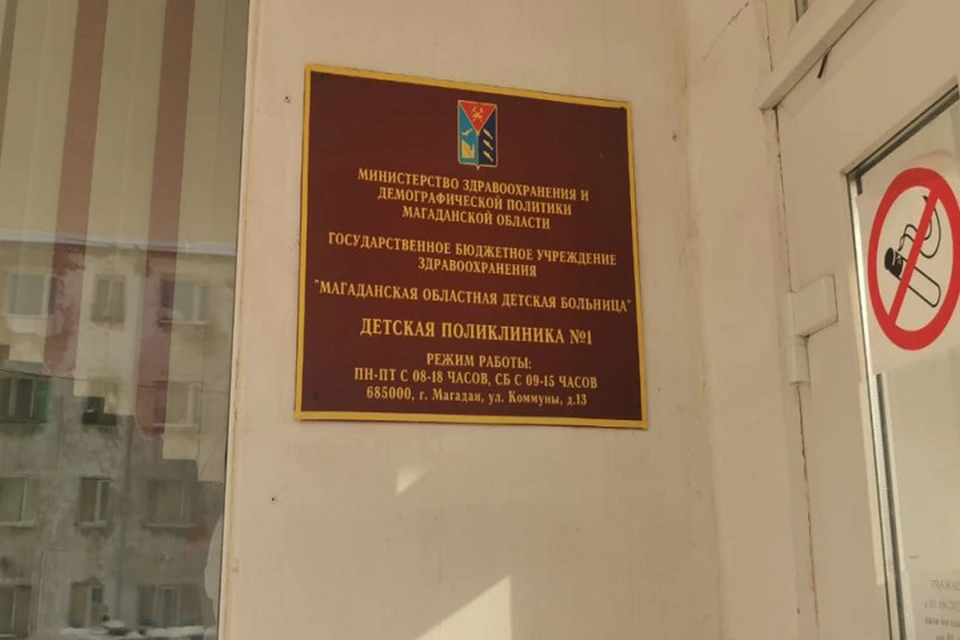 МИНИСТЕРСТВО ЗДРАВООХРАНЕНИЯ И
ДЕМОГРАФИЧЕСКОЙ ПОЛИТИКИ
МАГАДАНСКОЙ ОБЛАСТИ
ГОСУДАРСТВЕННОЕ БЮДЖЕТНОЕ УЧРЕЖДЕНИЕ
ЗДРАВООХРАНЕНИЯ
"МАГАДАНСКАЯ ОБЛАСТНАЯ ДЕТСКАЯ БОЛЬНИЦА"
ДЕТСКАЯ ПОЛИКЛИНИКА №1
РЕЖИМ РАБОТЫ:
ПН-ПТ С 08-18 ЧАСОВ, СБ С 09-15 ЧАСОВ
685000, г. Магадан, ул. Коммуны, д.13